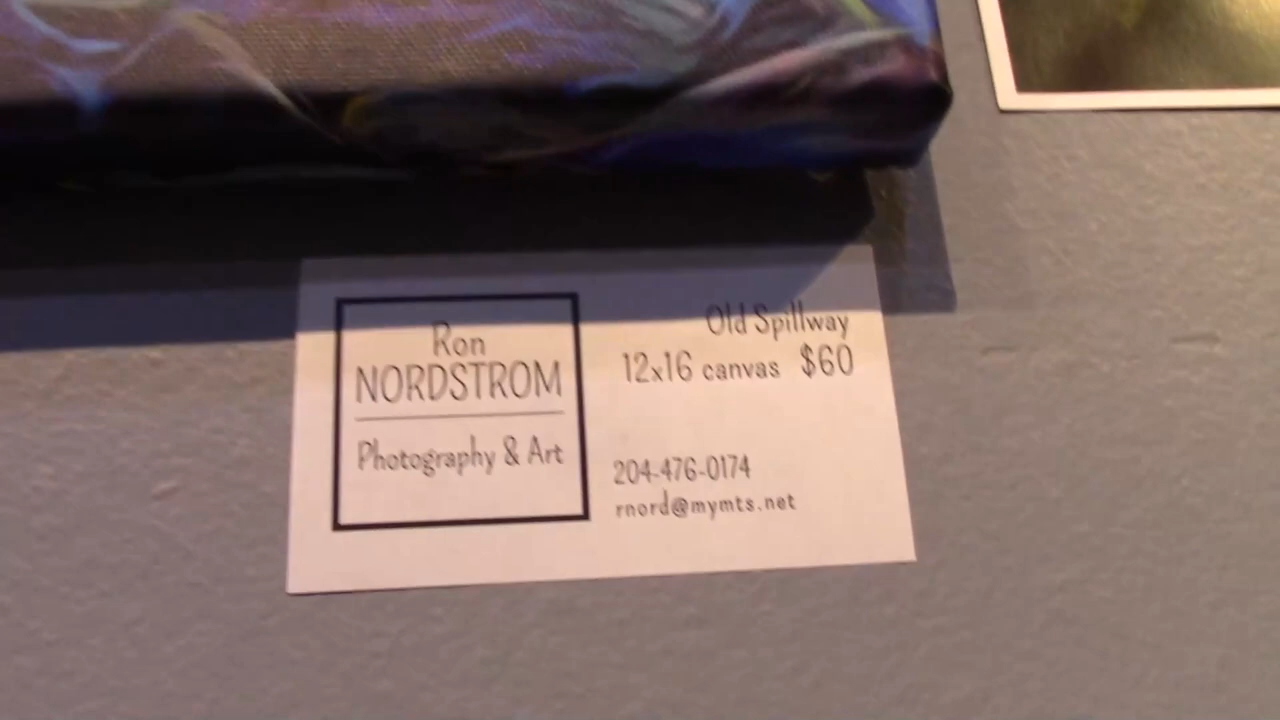 Ron
NORDSTROM
Photography & Art
Old Spillway
12x16 canvas $60
204-476-0174
rnord@mymts.net